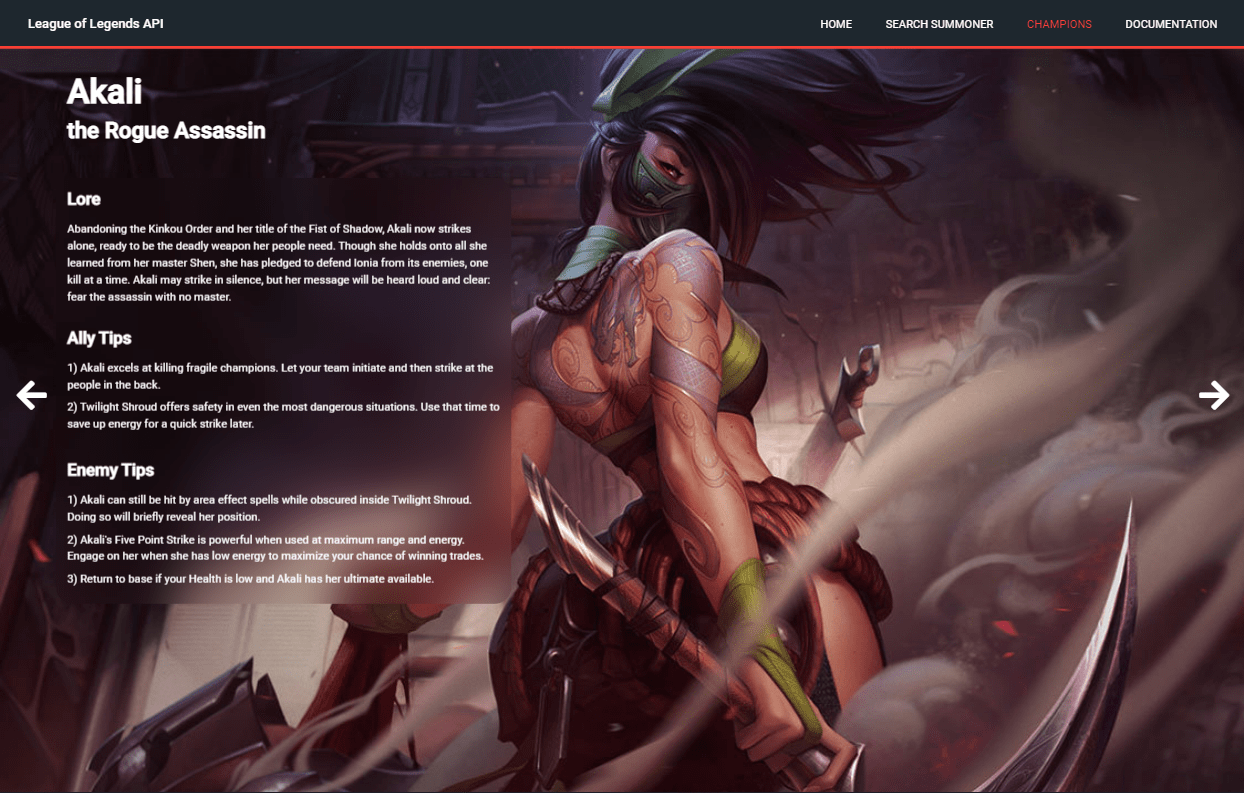 League of Legends API
HOME
SEARCH SUMMONER
CHAMPIONS
DOCUMENTATION
Akali
the Rogue Assassin
Lore
Abandoning the Kinkou Order and her title of the Fist of Shadow, Akali now strikes
alone, ready to be the deadly weapon her people need. Though she holds onto all she
learned from her master Shen, she has pledged to defend Ionia from its enemies, one
kill at a time. Akali may strike in silence, but her message will be heard loud and clear:
fear the assassin with no master.
Ally Tips
1) Akali excels at killing fragile champions. Let your team initiate and then strike at the
people in the back.
2) Twilight Shroud offers safety in even the most dangerous situations. Use that time to
save up energy for a quick strike later.
Enemy Tips
1) Akali can still be hit by area effect spells while obscured inside Twilight Shroud.
Doing so will briefly reveal her position.
2) Akali's Five Point Strike is powerful when used at maximum range and energy.
Engage on her when she has low energy to maximize your chance of winning trades.
3) Return to base if your Health is low and Akali has her ultimate available.